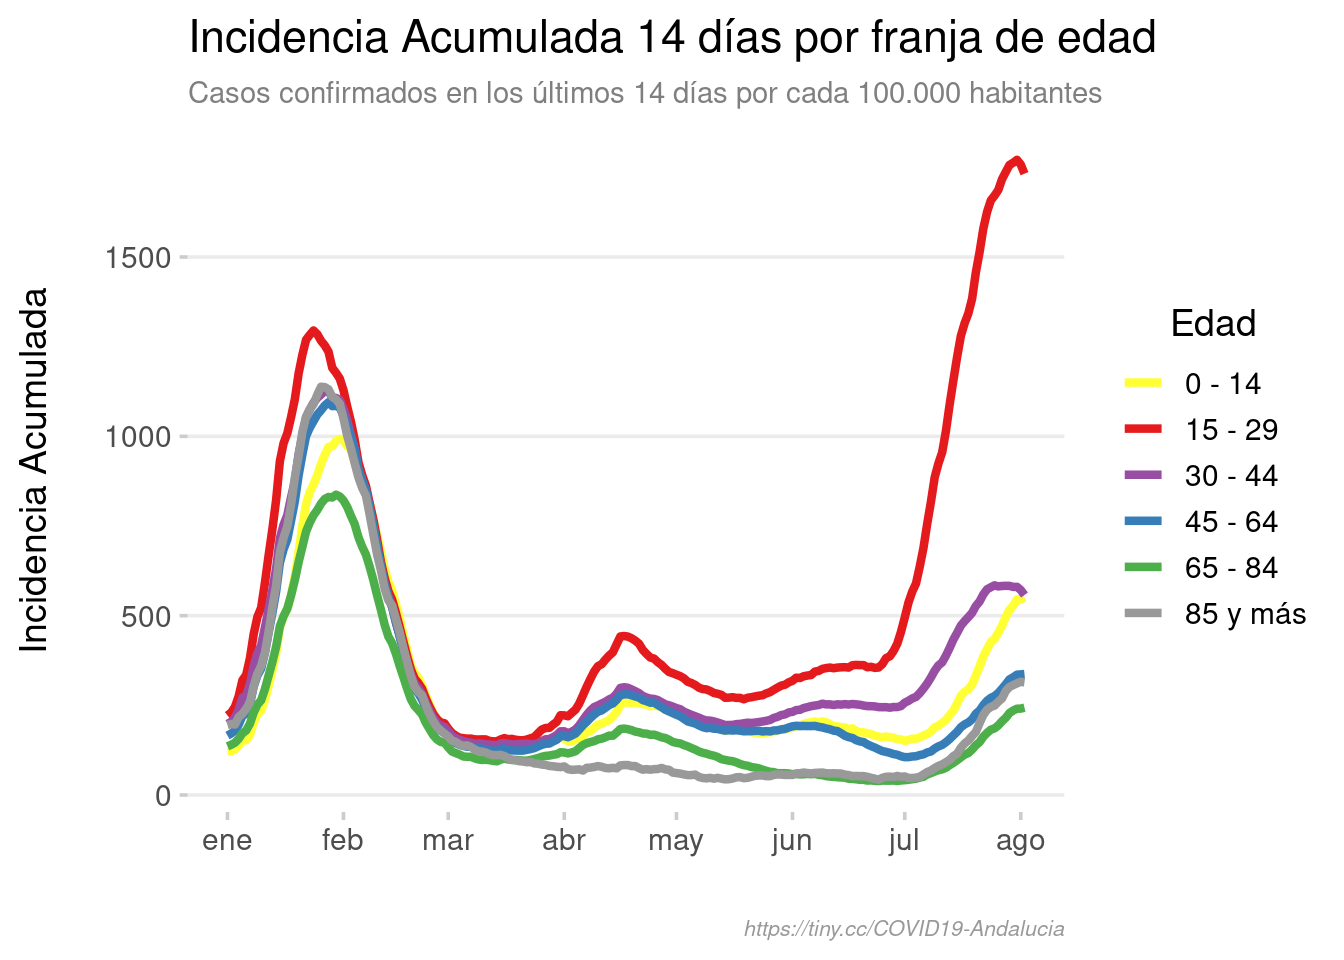 Incidencia Acumulada 14 días por franja de edad
Casos confirmados en los últimos 14 días por cada 100.000 habitantes
Incidencia Acumulada
1500
1000
500
0
ene feb mar abr may jun jul ago
Edad
0 - 14
15 - 29
30 - 44
45 - 64
65 - 84
85 y más
https://tiny.cc/COVID19-Andalucia